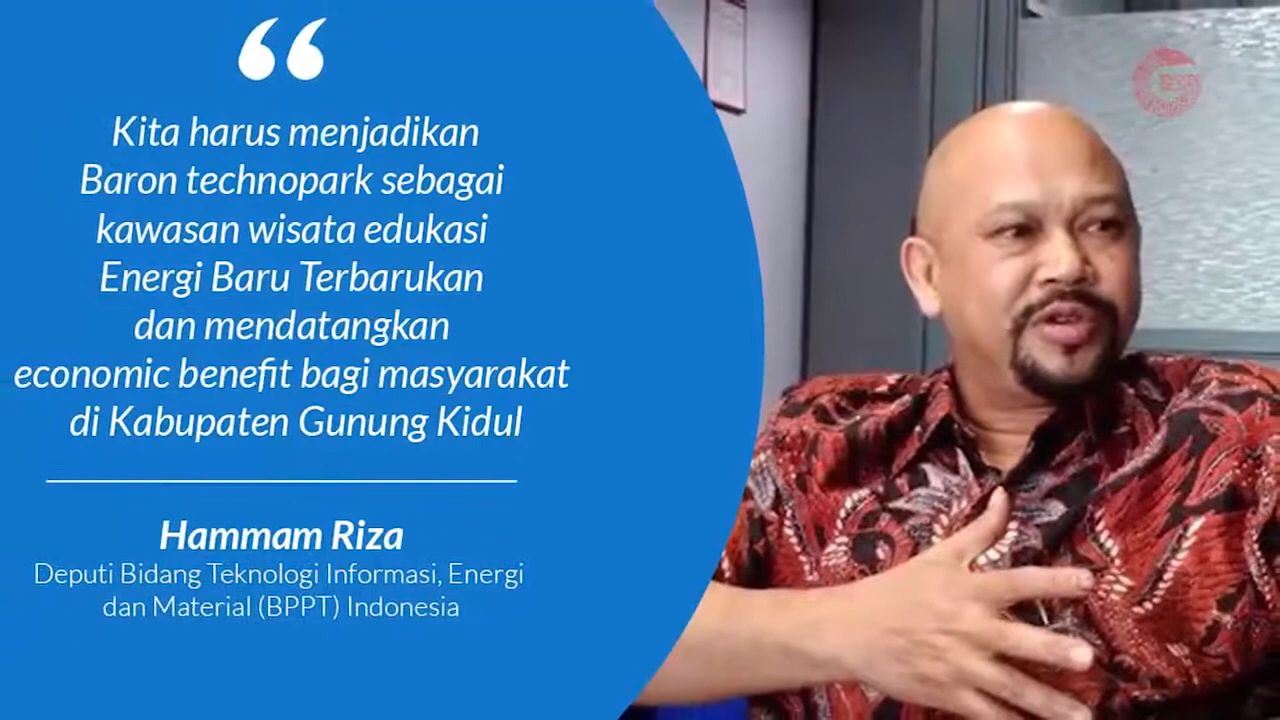 Kita harus menjadikan
Baron technopark sebagai
kawasan wisata edukasi
Energi Baru Terbarukan
dan mendatangkan
economic benefit bagi masyarakat
di Kabupaten Gunung Kidul
Hammam Riza
Deputi Bidang Teknologi Informasi, Energi
dan Material (BPPT) Indonesia